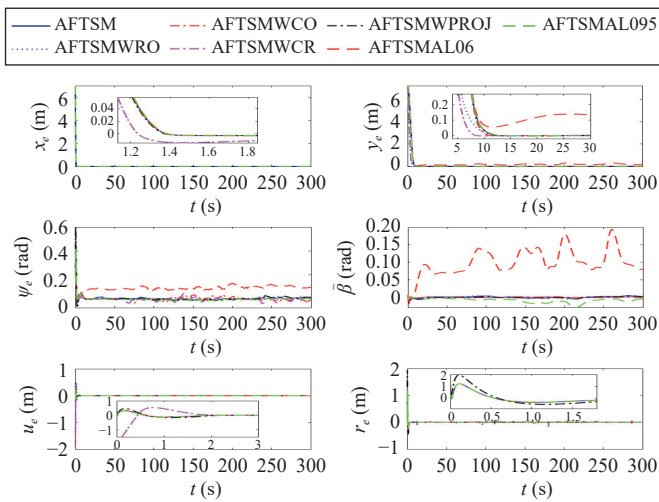 AFTSM AFTSMWCO AFTSMWPROJ AFTSMAL095
AFTSMWRO AFTSMWCR AFTSMAL06
6
4
2
0
x_e (m)
0.04
0.02
0
1.2 1.4 1.6 1.8
0 50 100 150 200 250 300
t (s)
6
4
2
0
y_e (m)
0.2
0.1
0
5 10 15 20 25 30
0 50 100 150 200 250 300
t (s)
0.6
0.4
0.2
0
ψ_e (rad)
0 50 100 150 200 250 300
t (s)
0.20
0.15
0.10
0.05
0
β̃ (rad)
0 50 100 150 200 250 300
t (s)
1
0
−1
−2
u_e (m)
1
0
−1
0 1 2 3
0 50 100 150 200 250 300
t (s)
2
1
0
−1
r_e (m)
2
1
0
−1
0 0.5 1.0 1.5
0 50 100 150 200 250 300
t (s)